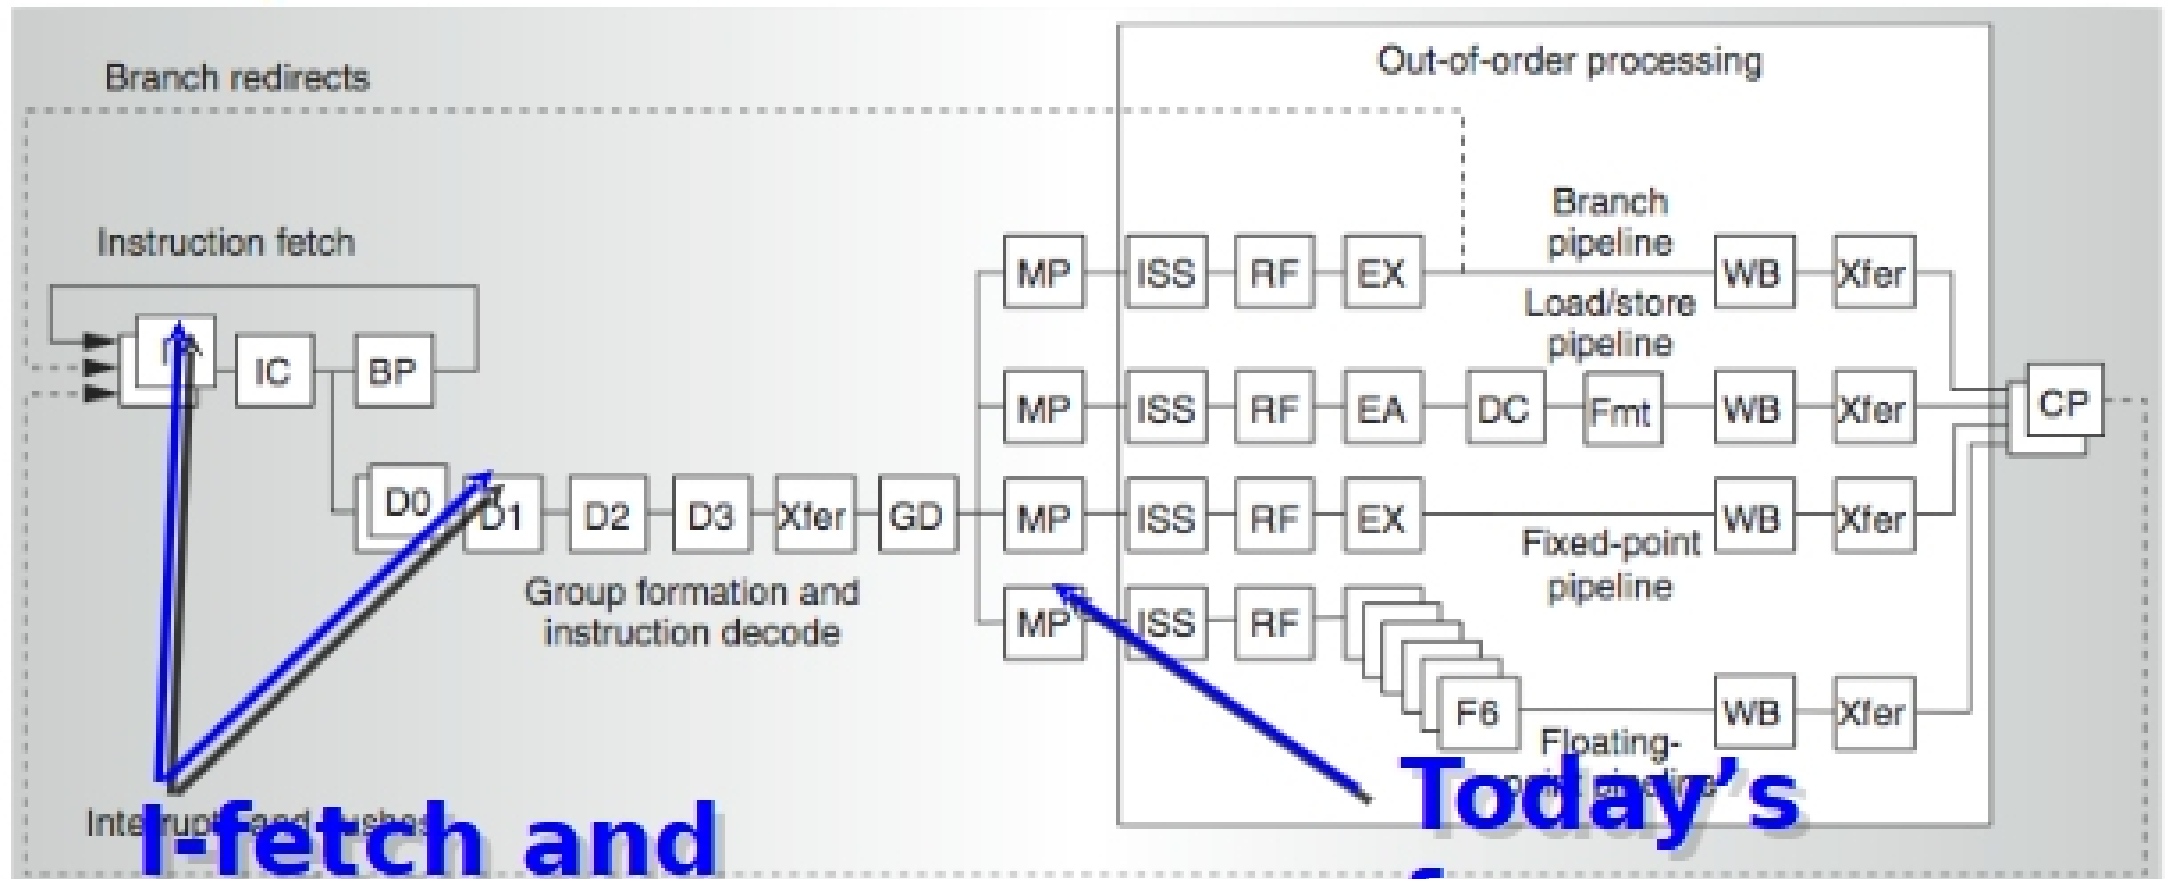 Out-of-order processing
Branch redirects
Instruction fetch
Branch
pipeline
MP ISS RF EX WB Xfer
Load/store
pipeline
IC BP
MP ISS RF EA DC Fmt WB Xfer
CP
D0 D1 D2 D3 Xfer GD
MP ISS RF EX WB Xfer
Fixed-point
pipeline
Group formation and
instruction decode
MP ISS RF
F6 WB Xfer
Floating-
point pipeline
Today's
I-fetch and